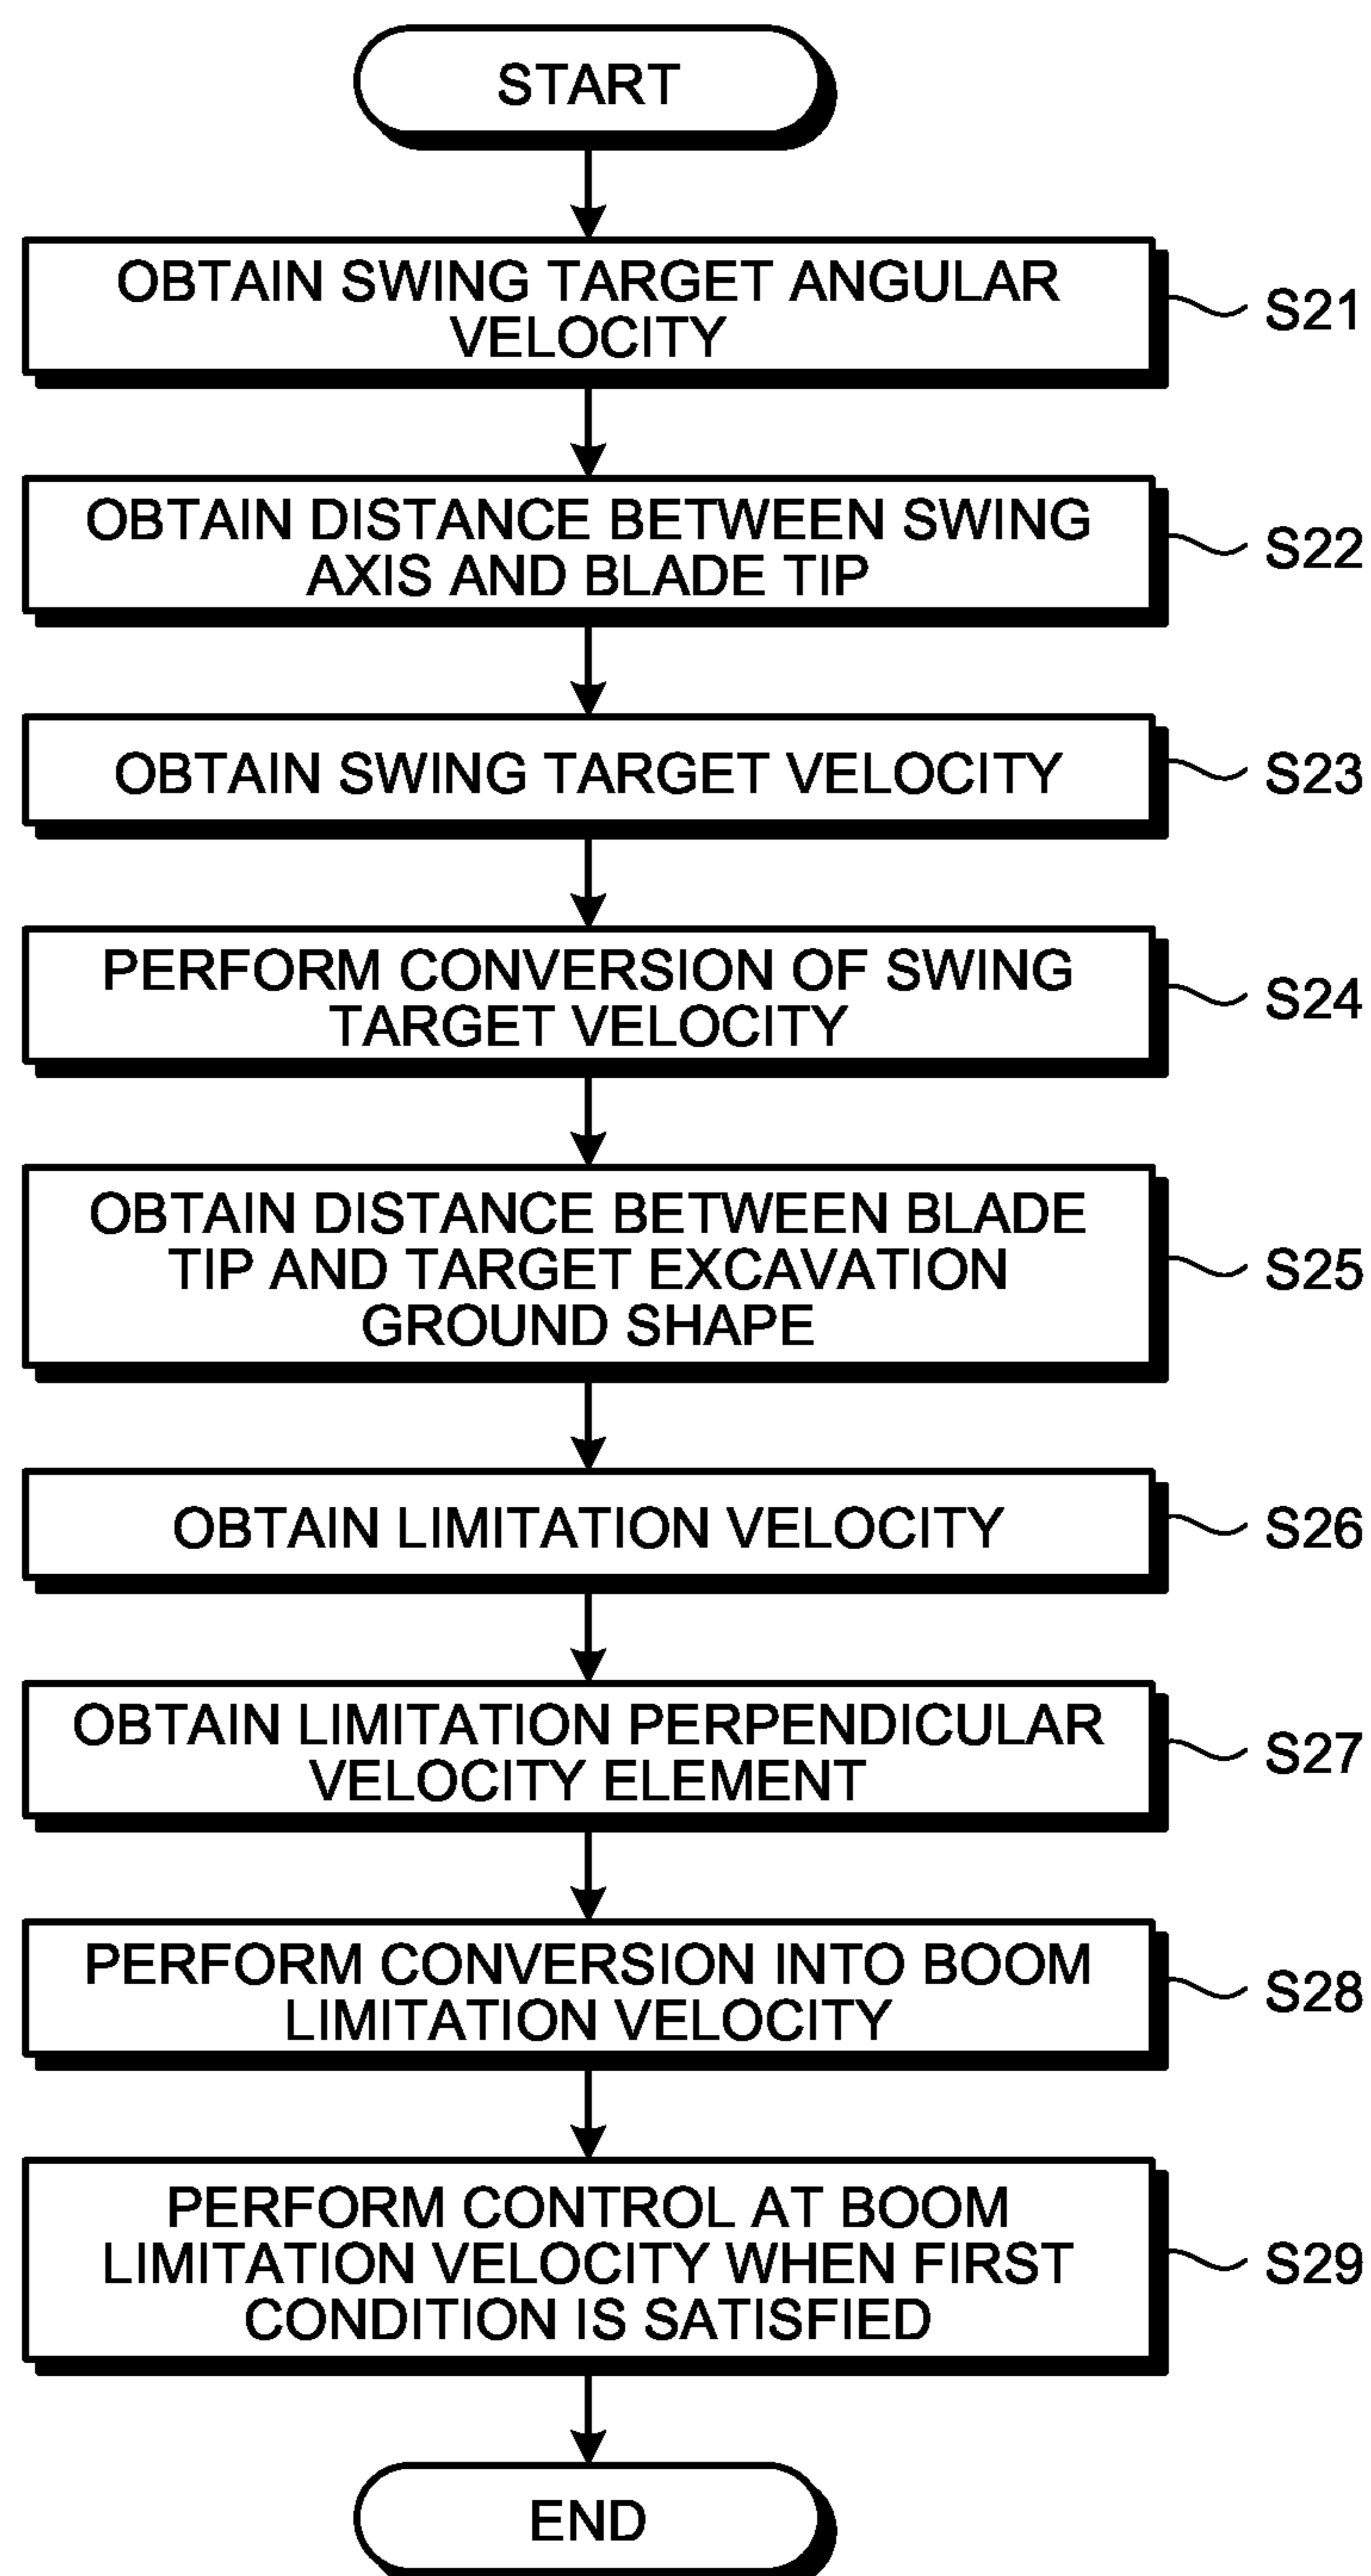 START
OBTAIN SWING TARGET ANGULAR
VELOCITY
S21
OBTAIN DISTANCE BETWEEN SWING
AXIS AND BLADE TIP
S22
OBTAIN SWING TARGET VELOCITY
S23
PERFORM CONVERSION OF SWING
TARGET VELOCITY
S24
OBTAIN DISTANCE BETWEEN BLADE
TIP AND TARGET EXCAVATION
GROUND SHAPE
S25
OBTAIN LIMITATION VELOCITY
S26
OBTAIN LIMITATION PERPENDICULAR
VELOCITY ELEMENT
S27
PERFORM CONVERSION INTO BOOM
LIMITATION VELOCITY
S28
PERFORM CONTROL AT BOOM
LIMITATION VELOCITY WHEN FIRST
CONDITION IS SATISFIED
S29
END